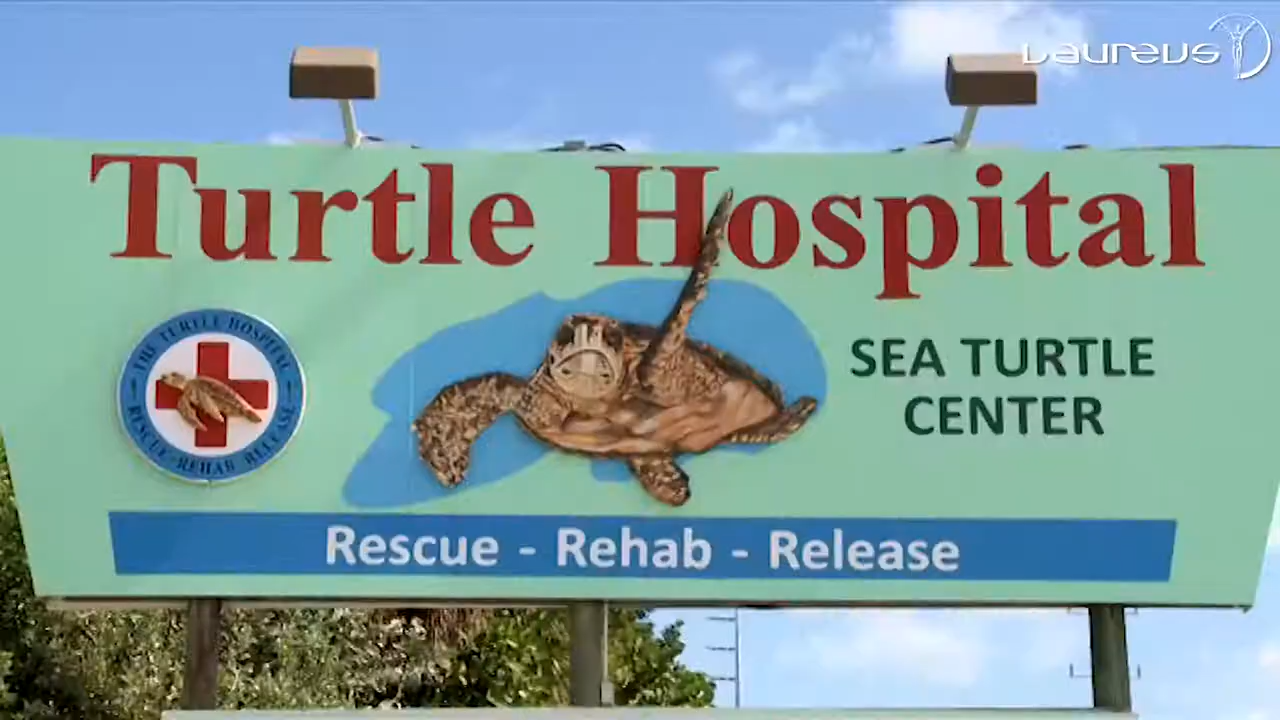 Laureus
Turtle Hospital
THE TURTLE HOSPITAL
RESCUE-REHAB RELEASE
SEA TURTLE
CENTER
Rescue - Rehab - Release